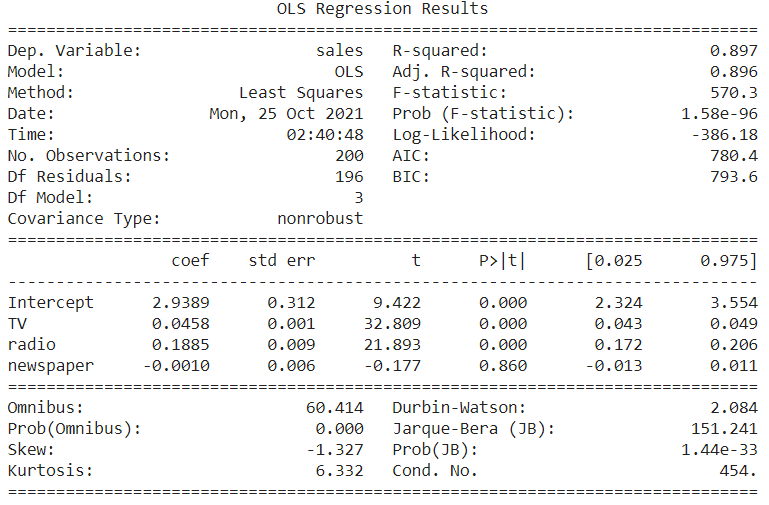 OLS Regression Results
==============================================================================
Dep. Variable:                  sales   R-squared:                       0.897
Model:                            OLS   Adj. R-squared:                  0.896
Method:                 Least Squares   F-statistic:                     570.3
Date:                Mon, 25 Oct 2021   Prob (F-statistic):           1.58e-96
Time:                        02:40:48   Log-Likelihood:                -386.18
No. Observations:                 200   AIC:                             780.4
Df Residuals:                     196   BIC:                             793.6
Df Model:                           3
Covariance Type:            nonrobust
==============================================================================
                 coef    std err          t      P>|t|      [0.025      0.975]
------------------------------------------------------------------------------
Intercept      2.9389      0.312      9.422      0.000       2.324       3.554
TV             0.0458      0.001     32.809      0.000       0.043       0.049
radio          0.1885      0.009     21.893      0.000       0.172       0.206
newspaper     -0.0010      0.006     -0.177      0.860      -0.013       0.011
==============================================================================
Omnibus:                       60.414   Durbin-Watson:                   2.084
Prob(Omnibus):                  0.000   Jarque-Bera (JB):              151.241
Skew:                          -1.327   Prob(JB):                     1.44e-33
Kurtosis:                       6.332   Cond. No.                         454.
==============================================================================